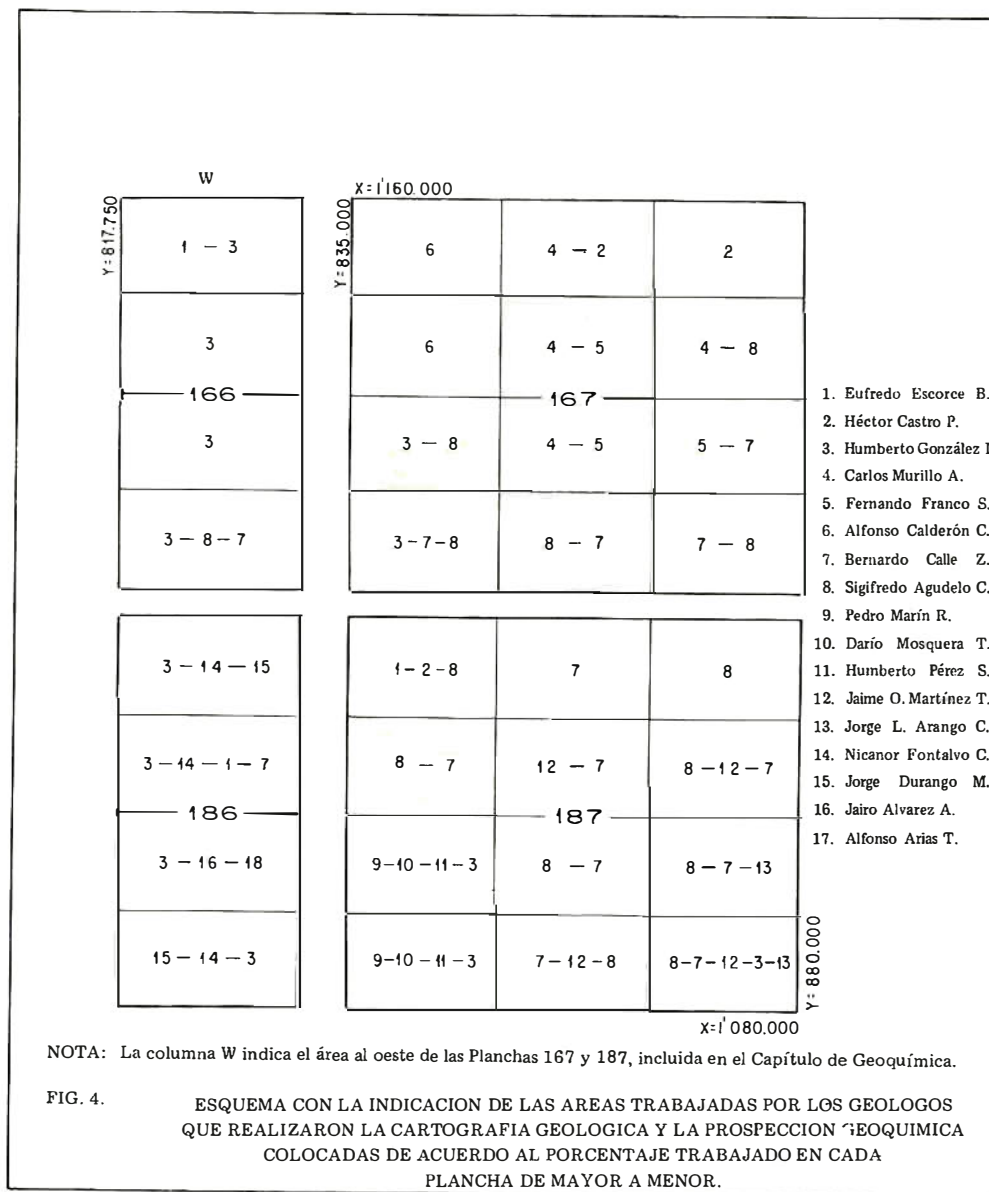 W
X=1'160.000
Y=817.750
Y=835.000
1 — 3
6
4 — 2
2
3
6
4 — 5
4 — 8
166
167
3
3 — 8
4 — 5
5 — 7
3 — 8 - 7
3 - 7 - 8
8 — 7
7 — 8
3 — 14 — 15
1 - 2 - 8
7
8
3 — 14 — 1 — 7
8 — 7
12 — 7
8 — 12 — 7
186
187
3 — 16 — 18
9-10-11-3
8 — 7
8 — 7 — 13
15 — 14 — 3
9-10-11-3
7 — 12 — 8
8-7-12-3-13
Y=880.000
X=1'080.000
1. Eufredo Escorce B.
2. Héctor Castro P.
3. Humberto González I
4. Carlos Murillo A.
5. Fernando Franco S.
6. Alfonso Calderón C.
7. Bernardo Calle Z.
8. Sigifredo Agudelo C.
9. Pedro Marín R.
10. Darío Mosquera T.
11. Humberto Pérez S.
12. Jaime O. Martínez T.
13. Jorge L. Arango C.
14. Nicanor Fontalvo C.
15. Jorge Durango M.
16. Jairo Alvarez A.
17. Alfonso Arias T.
NOTA: La columna W indica el área al oeste de las Planchas 167 y 187, incluida en el Capítulo de Geoquímica.
FIG. 4.
ESQUEMA CON LA INDICACION DE LAS AREAS TRABAJADAS POR LOS GEOLOGOS
QUE REALIZARON LA CARTOGRAFIA GEOLOGICA Y LA PROSPECCION GEOQUIMICA
COLOCADAS DE ACUERDO AL PORCENTAJE TRABAJADO EN CADA
PLANCHA DE MAYOR A MENOR.